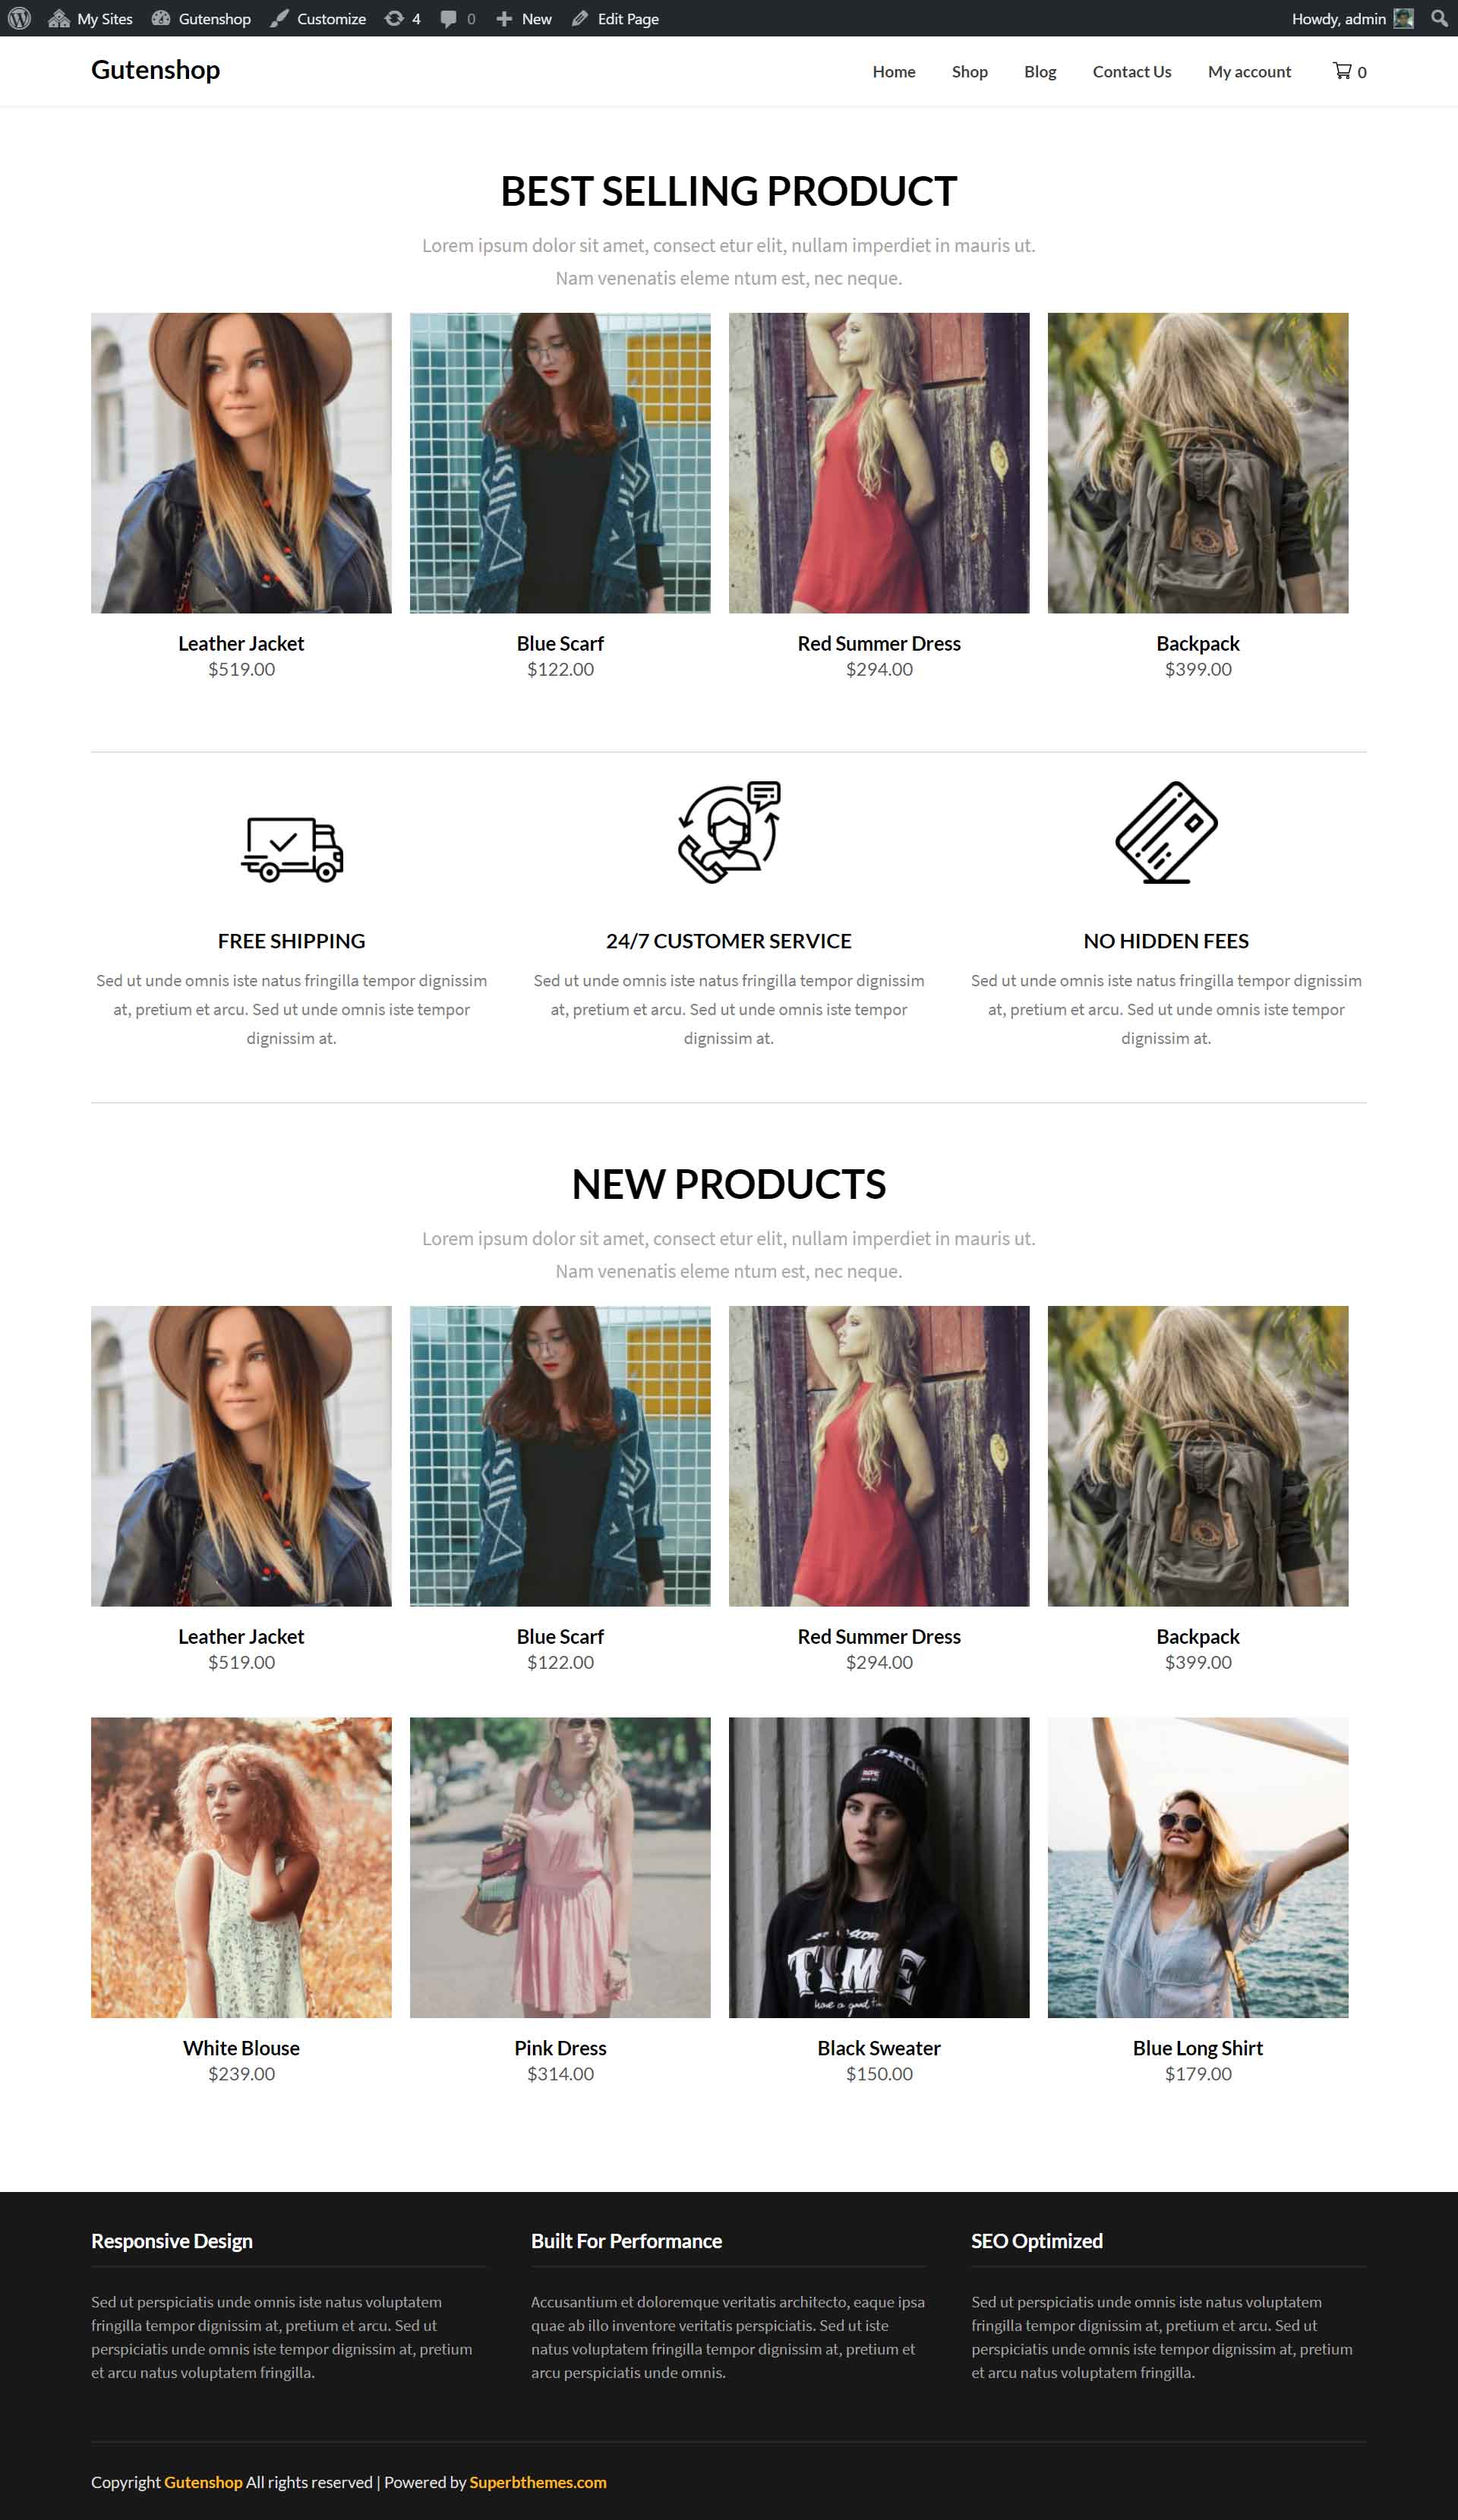 My Sites Gutenshop Customize 4 0 New Edit Page Howdy, admin
Gutenshop
Home Shop Blog Contact Us My account 0
BEST SELLING PRODUCT
Lorem ipsum dolor sit amet, consect etur elit, nullam imperdiet in mauris ut.
Nam venenatis eleme ntum est, nec neque.
Leather Jacket Blue Scarf Red Summer Dress Backpack
$519.00 $122.00 $294.00 $399.00
FREE SHIPPING
Sed ut unde omnis iste natus fringilla tempor dignissim
at, pretium et arcu. Sed ut unde omnis iste tempor
dignissim at.
24/7 CUSTOMER SERVICE
Sed ut unde omnis iste natus fringilla tempor dignissim
at, pretium et arcu. Sed ut unde omnis iste tempor
dignissim at.
NO HIDDEN FEES
Sed ut unde omnis iste natus fringilla tempor dignissim
at, pretium et arcu. Sed ut unde omnis iste tempor
dignissim at.
NEW PRODUCTS
Lorem ipsum dolor sit amet, consect etur elit, nullam imperdiet in mauris ut.
Nam venenatis eleme ntum est, nec neque.
Leather Jacket Blue Scarf Red Summer Dress Backpack
$519.00 $122.00 $294.00 $399.00
TIME
have a good
White Blouse Pink Dress Black Sweater Blue Long Shirt
$239.00 $314.00 $150.00 $179.00
Responsive Design
Sed ut perspiciatis unde omnis iste natus voluptatem
fringilla tempor dignissim at, pretium et arcu. Sed ut
perspiciatis unde omnis iste tempor dignissim at, pretium
et arcu natus voluptatem fringilla.
Built For Performance
Accusantium et doloremque veritatis architecto, eaque ipsa
quae ab illo inventore veritatis perspiciatis. Sed ut iste
natus voluptatem fringilla tempor dignissim at, pretium et
arcu perspiciatis unde omnis.
SEO Optimized
Sed ut perspiciatis unde omnis iste natus voluptatem
fringilla tempor dignissim at, pretium et arcu. Sed ut
perspiciatis unde omnis iste tempor dignissim at, pretium
et arcu natus voluptatem fringilla.
Copyright Gutenshop All rights reserved | Powered by Superbthemes.com